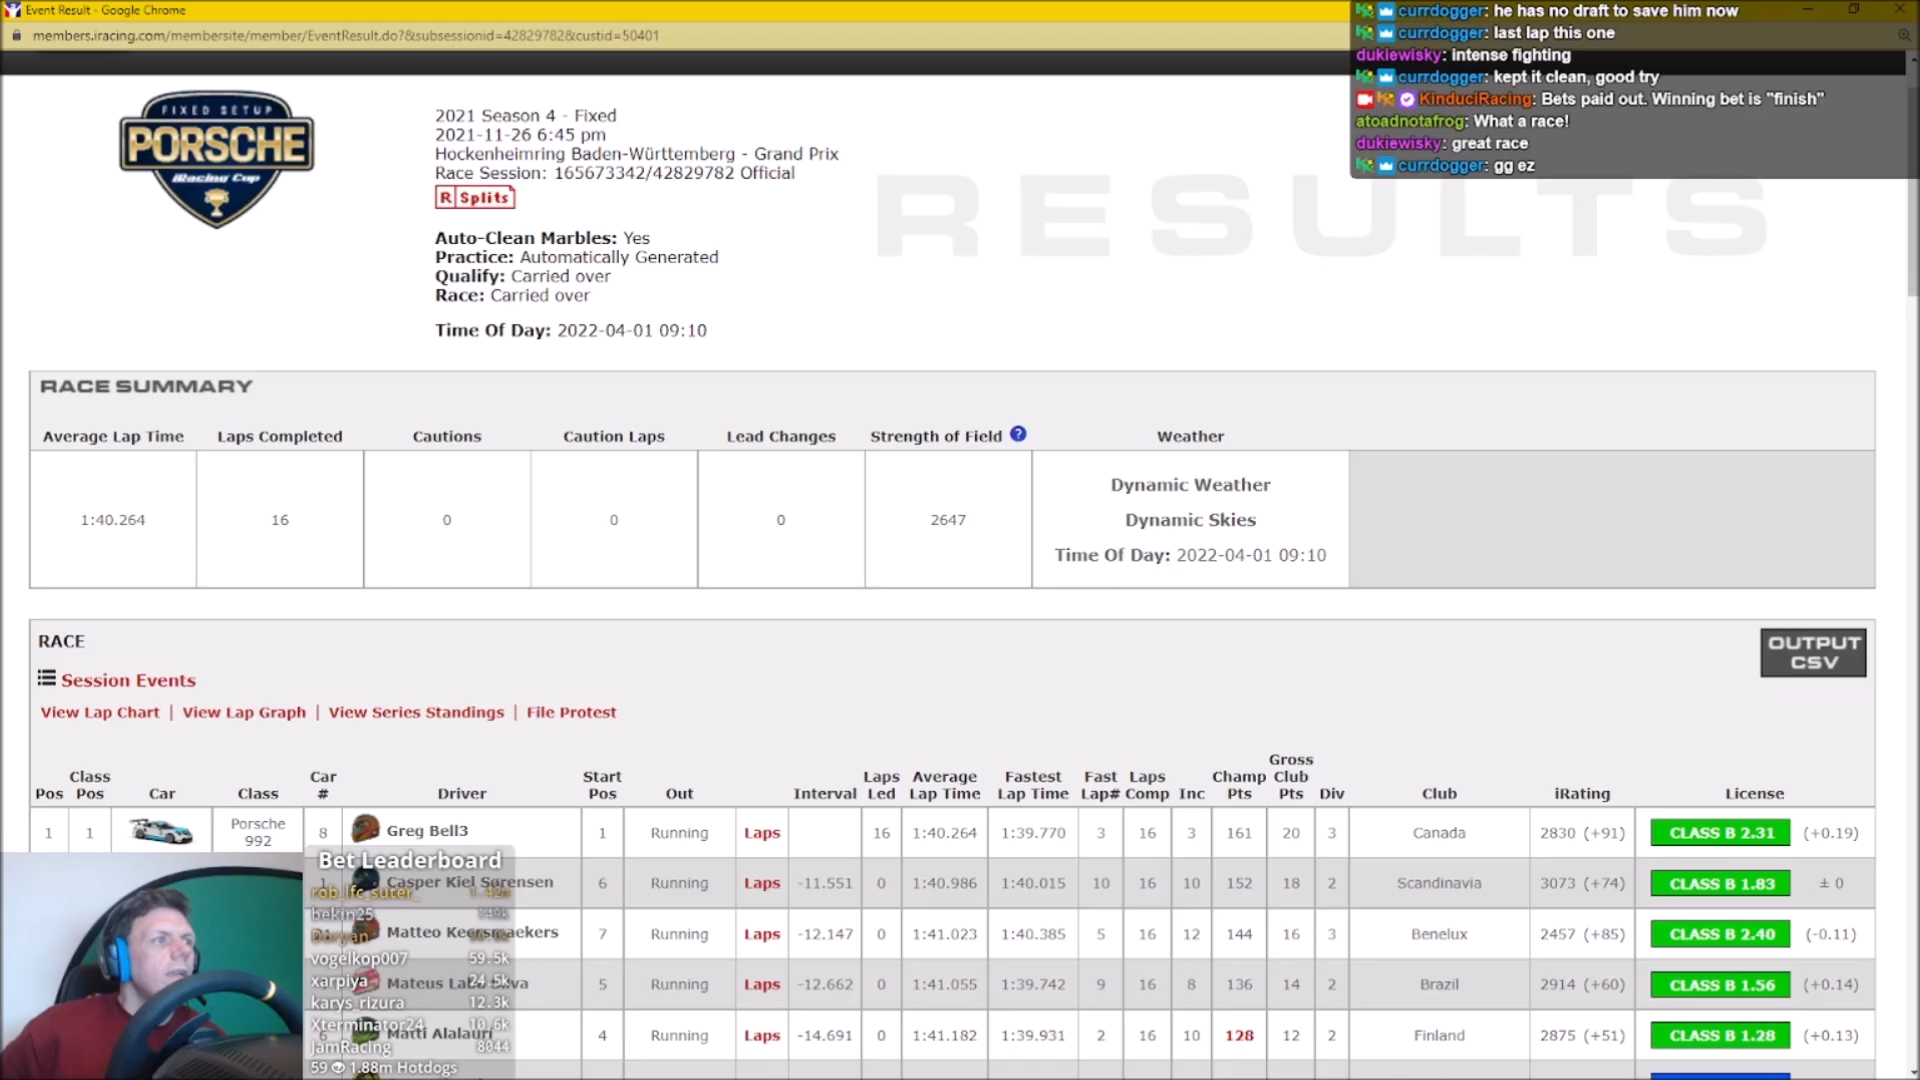 Event Result - Google Chrome
members.iracing.com/membersite/member/EventResult.do?&subsessionid=42829782&custid=50401
currdogger: he has no draft to save him now
currdogger: last lap this one
dukiewisky: intense fighting
currdogger: kept it clean, good try
KinduciRacing: Bets paid out. Winning bet is "finish"
atoadnotafrog: What a race!
dukiewisky: great race
currdogger: gg ez
FIXED SETUP
PORSCHE
iRacing Cup
2021 Season 4 - Fixed
2021-11-26 6:45 pm
Hockenheimring Baden-Württemberg - Grand Prix
Race Session: 165673342/42829782 Official
R Splits
RESULTS
Auto-Clean Marbles: Yes
Practice: Automatically Generated
Qualify: Carried over
Race: Carried over
Time Of Day: 2022-04-01 09:10
RACE SUMMARY
Average Lap Time Laps Completed Cautions Caution Laps Lead Changes Strength of Field ? Weather
1:40.264 16 0 0 0 2647
Dynamic Weather
Dynamic Skies
Time Of Day: 2022-04-01 09:10
RACE
OUTPUT CSV
Session Events
View Lap Chart | View Lap Graph | View Series Standings | File Protest
Pos Class Pos Car Class Car # Driver Start Pos Out Interval Laps Led Average Lap Time Fastest Lap Time Fast Lap# Laps Comp Inc Champ Pts Gross Club Pts Div Club iRating License
1 1 Porsche 992 8 Greg Bell3 1 Running Laps 16 1:40.264 1:39.770 3 16 3 161 20 3 Canada 2830 (+91) CLASS B 2.31 (+0.19)
Casper Kiel Sørensen 6 Running Laps -11.551 0 1:40.986 1:40.015 10 16 10 152 18 2 Scandinavia 3073 (+74) CLASS B 1.83 ± 0
Matteo Keersmaekers 7 Running Laps -12.147 0 1:41.023 1:40.385 5 16 12 144 16 3 Benelux 2457 (+85) CLASS B 2.40 (-0.11)
Mateus 5 Running Laps -12.662 0 1:41.055 1:39.742 9 16 8 136 14 2 Brazil 2914 (+60) CLASS B 1.56 (+0.14)
Matti Alalauri 4 Running Laps -14.691 0 1:41.182 1:39.931 2 16 10 128 12 2 Finland 2875 (+51) CLASS B 1.28 (+0.13)
Bet Leaderboard
rob_lfc_suter_
bekin25
vogelkop007 59.5k
xarpiya 24.5k
karys_rizura 12.3k
Xterminator24 10.6k
JamRacing 8044
59 1.88m Hotdogs